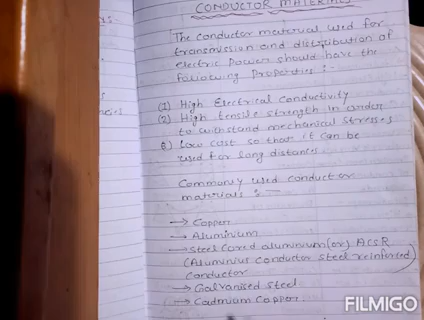 CONDUCTOR MATERIALS
The conductor material used for
transmission and distribution of
electric power should have the
following Properties :-
(1) High Electrical Conductivity
(2) High tensile strength in order
to withstand mechanical stresses
(3) Low cost so that it can be
used for long distances
Commonly used conductor
materials :-
→ Copper
→ Aluminium
→ Steel Cored aluminium (or) ACSR
(Aluminium conductor steel reinforced)
conductor
→ Galvanised Steel
→ Cadmium Copper.
FILMIGO